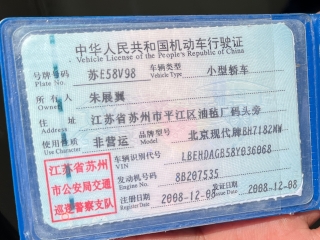 中华人民共和国机动车行驶证
Vehicle License of the People's Republic of China
号牌号码 苏E58V98 车辆类型 小型轿车
Plate No. Vehicle Type
所有人 朱展翼
Owner
住址 江苏省苏州市平江区油毡厂码头旁
Address
使用性质 非营运 品牌型号 北京现代牌BH7182MW
Use Character Model
车辆识别代号 LBEHDAGB58Y036068
VIN
发动机号码 8B207535
Engine No.
注册日期 2008-12-08 发证日期 2008-12-08
Register Date Issue Date
江苏省苏州
市公安局交通
巡逻警察支队